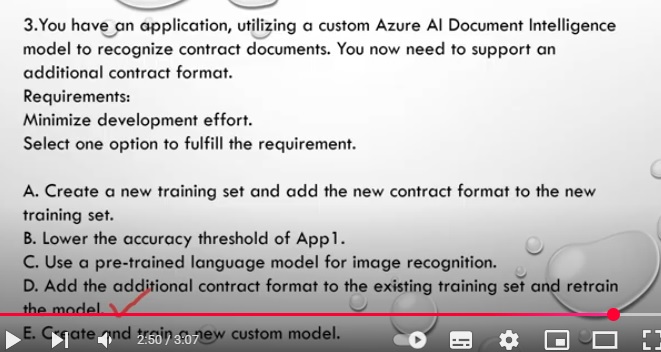 3.You have an application, utilizing a custom Azure AI Document Intelligence
model to recognize contract documents. You now need to support an
additional contract format.
Requirements:
Minimize development effort.
Select one option to fulfill the requirement.
A. Create a new training set and add the new contract format to the new
training set.
B. Lower the accuracy threshold of App1.
C. Use a pre-trained language model for image recognition.
D. Add the additional contract format to the existing training set and retrain
the model.
E. Create and train a new custom model.
2:50 / 3:07